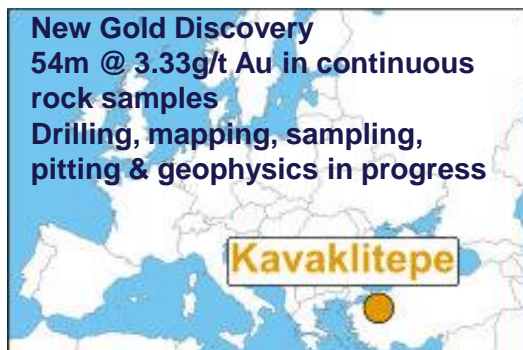 New Gold Discovery
54m @ 3.33g/t Au in continuous
rock samples
Drilling, mapping, sampling,
pitting & geophysics in progress
Kavaklitepe